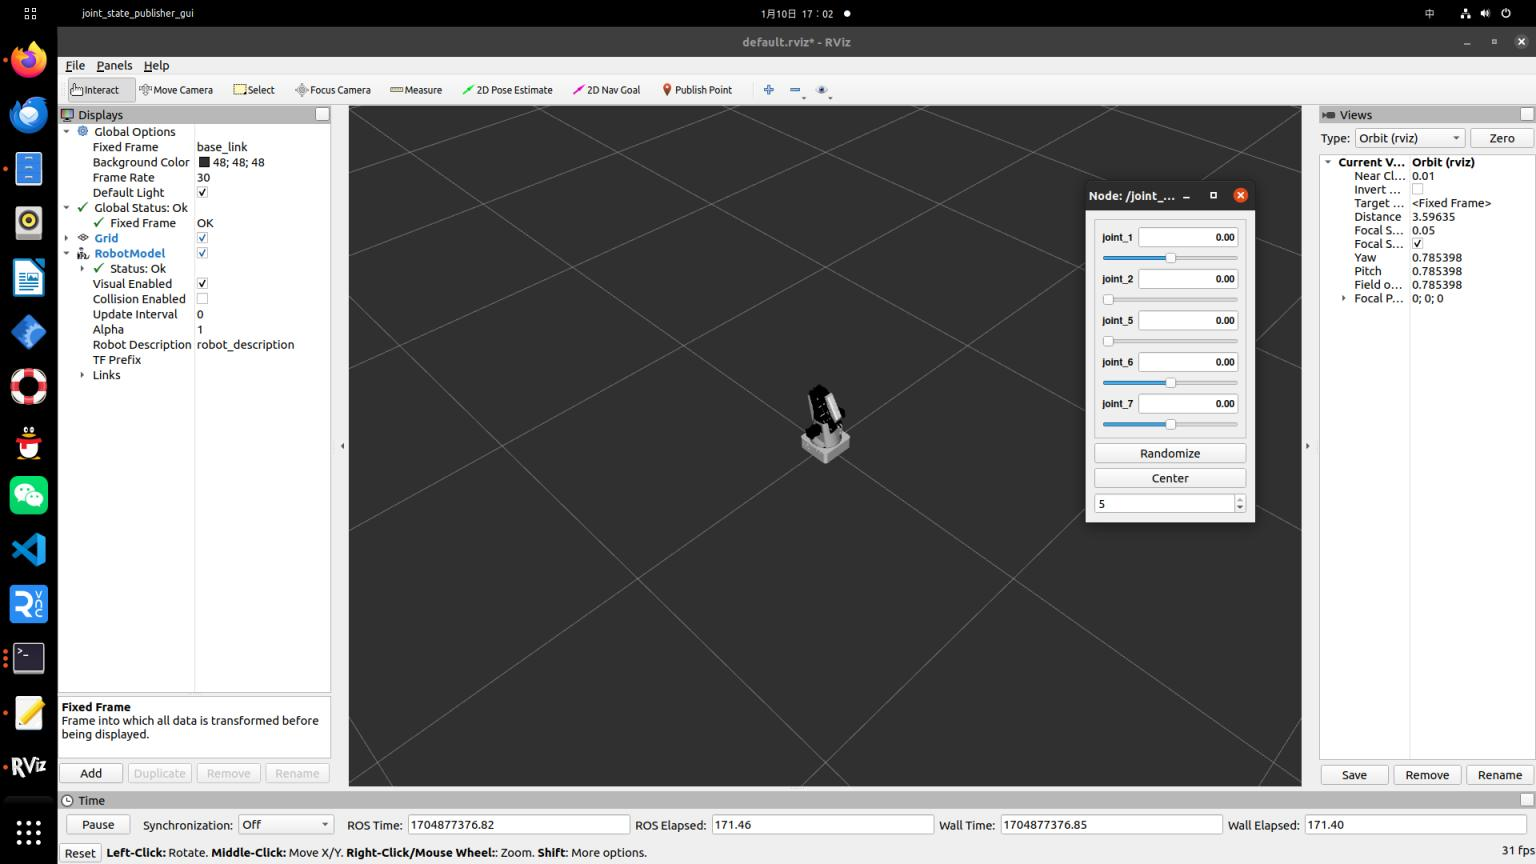 joint_state_publisher_gui
1月10日 17：02
中
default.rviz* - RViz
File Panels Help
Interact Move Camera Select Focus Camera Measure 2D Pose Estimate 2D Nav Goal Publish Point
Displays
Global Options
Fixed Frame base_link
Background Color 48; 48; 48
Frame Rate 30
Default Light
Global Status: Ok
Fixed Frame OK
Grid
RobotModel
Status: Ok
Visual Enabled
Collision Enabled
Update Interval 0
Alpha 1
Robot Description robot_description
TF Prefix
Links
Fixed Frame
Frame into which all data is transformed before
being displayed.
Add Duplicate Remove Rename
Node: /joint_...
joint_1 0.00
joint_2 0.00
joint_5 0.00
joint_6 0.00
joint_7 0.00
Randomize
Center
5
Views
Type: Orbit (rviz) Zero
Current V... Orbit (rviz)
Near Cl... 0.01
Invert ...
Target ... <Fixed Frame>
Distance 3.59635
Focal S... 0.05
Focal S...
Yaw 0.785398
Pitch 0.785398
Field o... 0.785398
Focal P... 0; 0; 0
Save Remove Rename
RVnc
>_
RViz
Time
Pause Synchronization: Off ROS Time: 1704877376.82 ROS Elapsed: 171.46 Wall Time: 1704877376.85 Wall Elapsed: 171.40
Reset Left-Click: Rotate. Middle-Click: Move X/Y. Right-Click/Mouse Wheel:: Zoom. Shift: More options. 31 fps